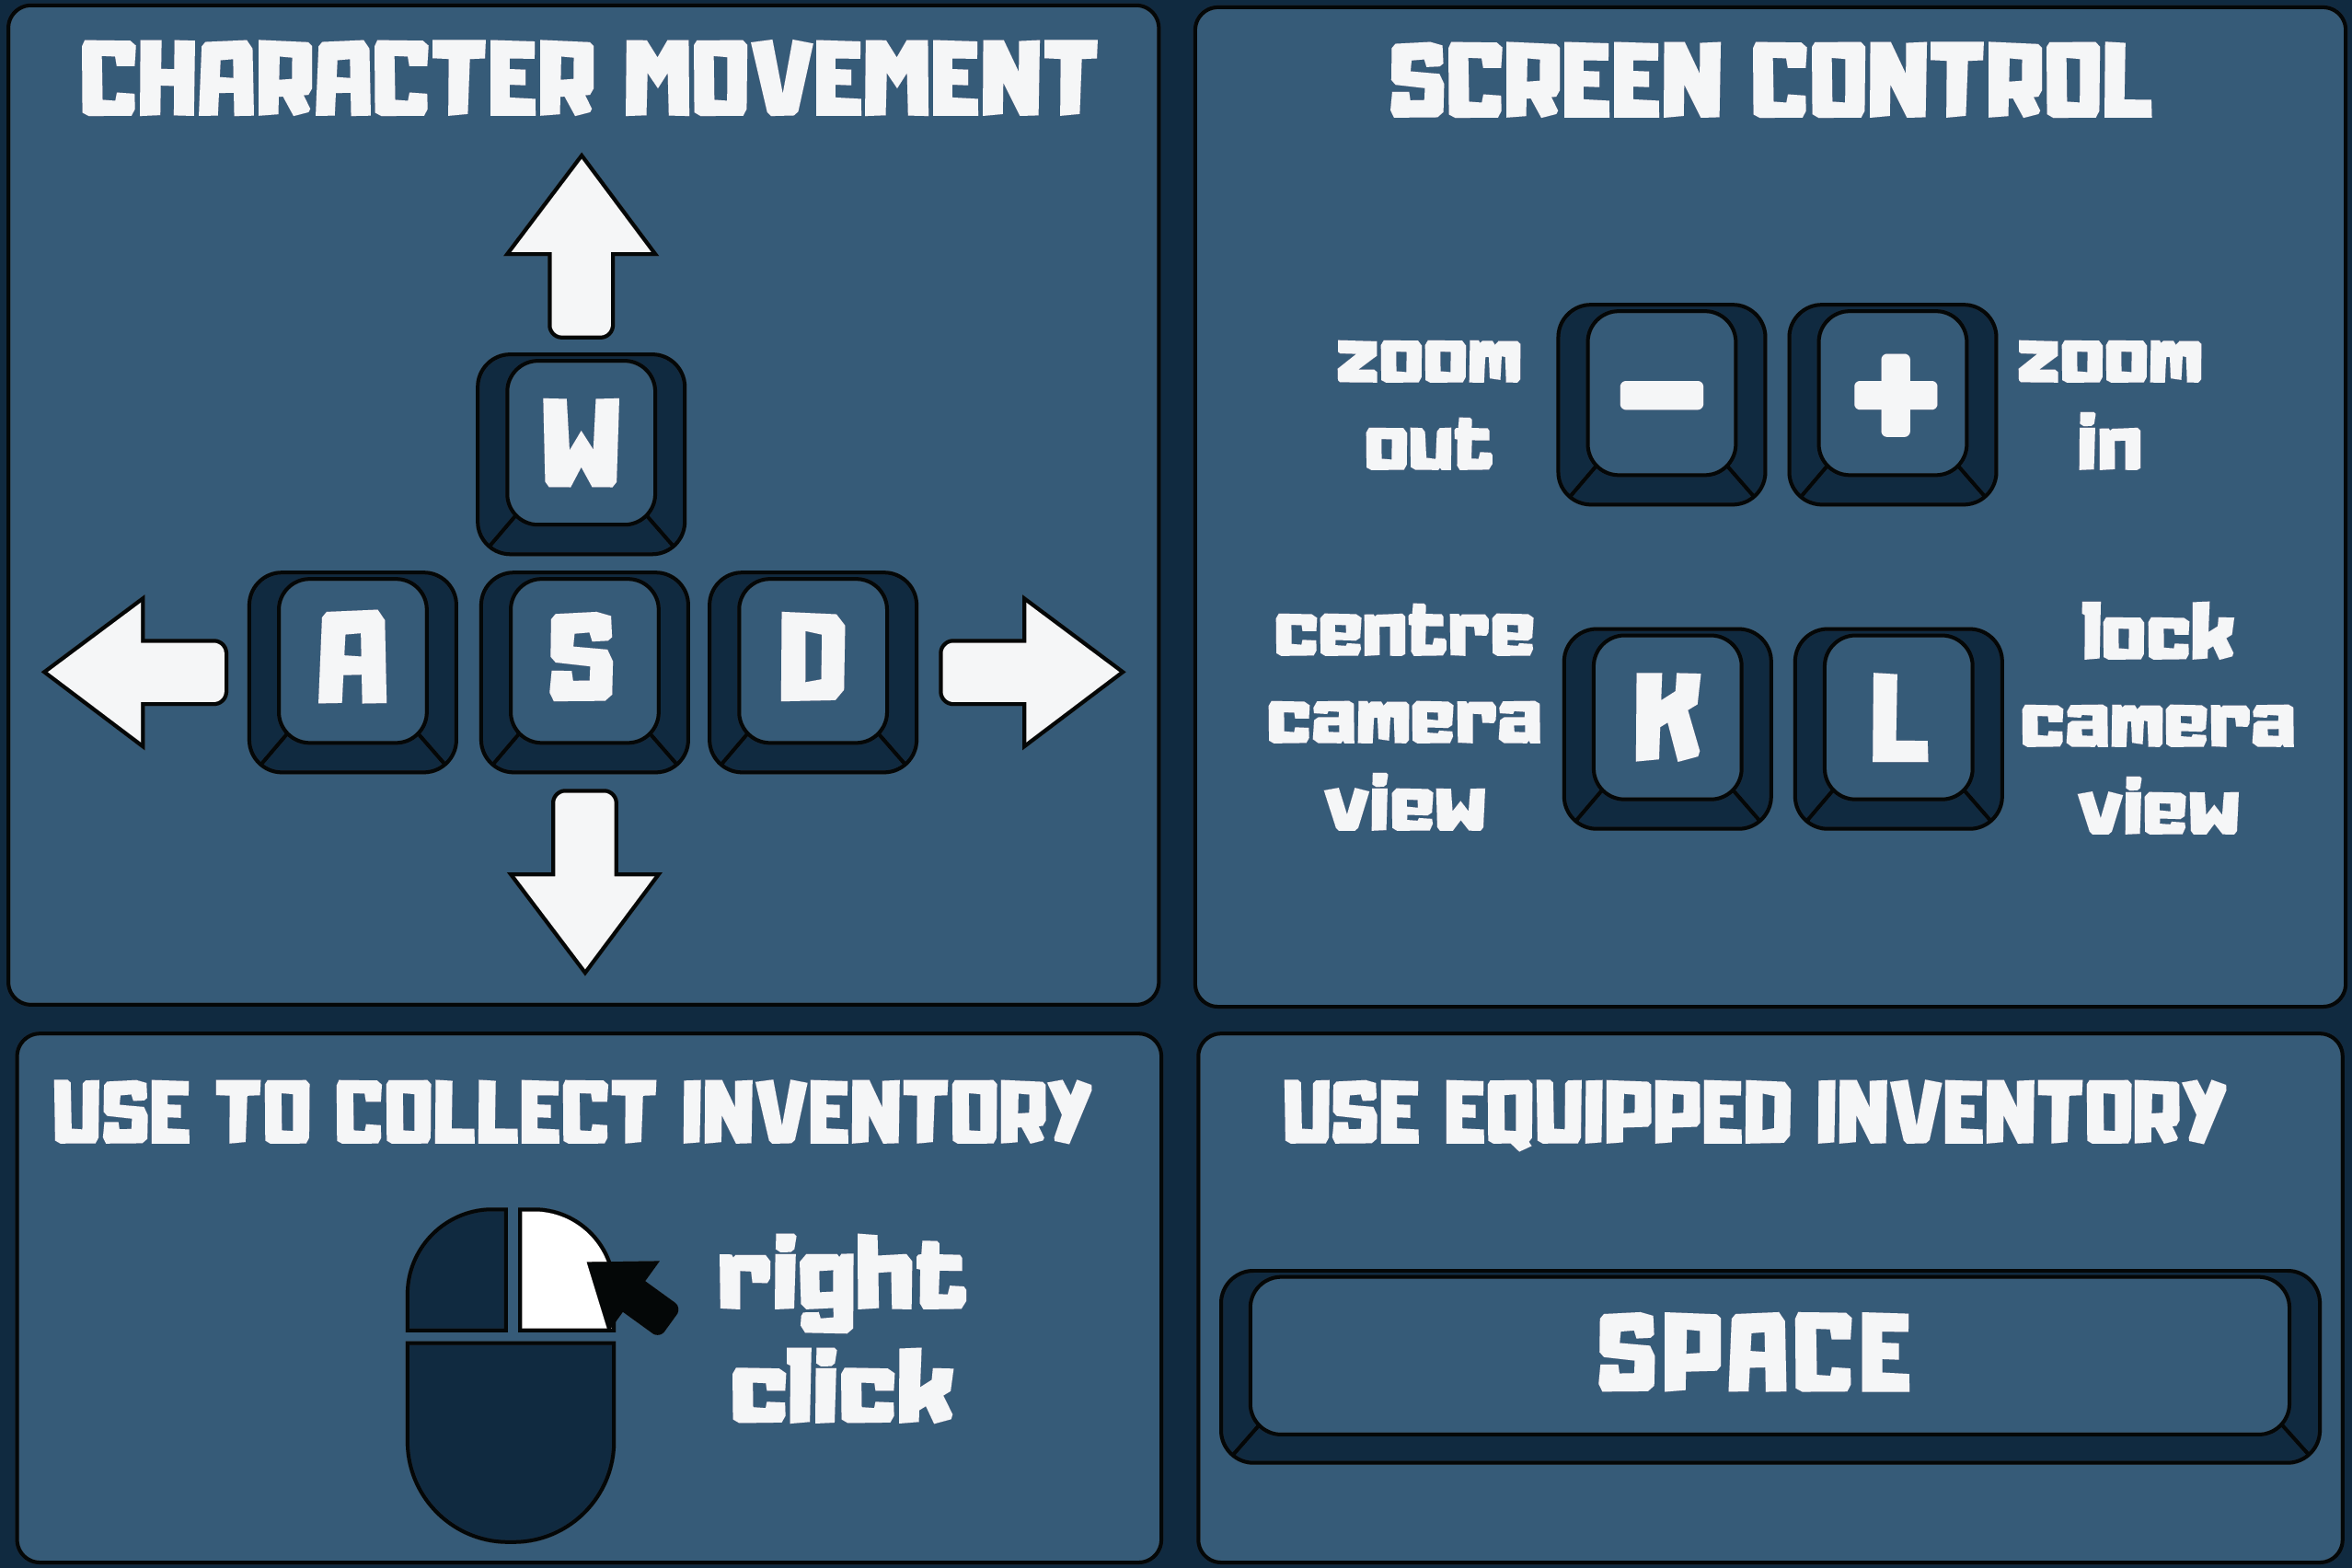 CHARACTER MOVEMENT
W
A S D
SCREEN CONTROL
zoom
out
-
+
zoom
in
centre
camera
view
K
L
lock
camera
view
USE TO COLLECT INVENTORY
right
click
USE EQUIPPED INVENTORY
SPACE